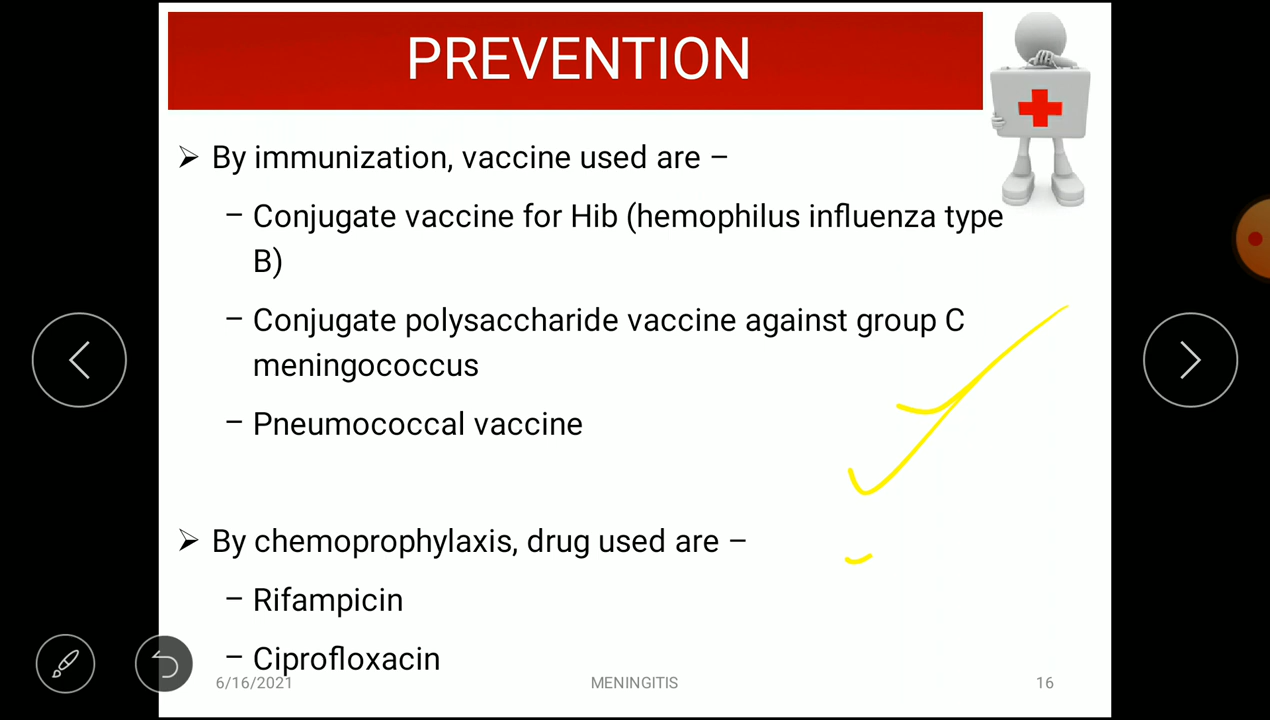 PREVENTION
➢ By immunization, vaccine used are –
– Conjugate vaccine for Hib (hemophilus influenza type
B)
– Conjugate polysaccharide vaccine against group C
meningococcus
– Pneumococcal vaccine
➢ By chemoprophylaxis, drug used are –
– Rifampicin
– Ciprofloxacin
6/16/2021 MENINGITIS 16